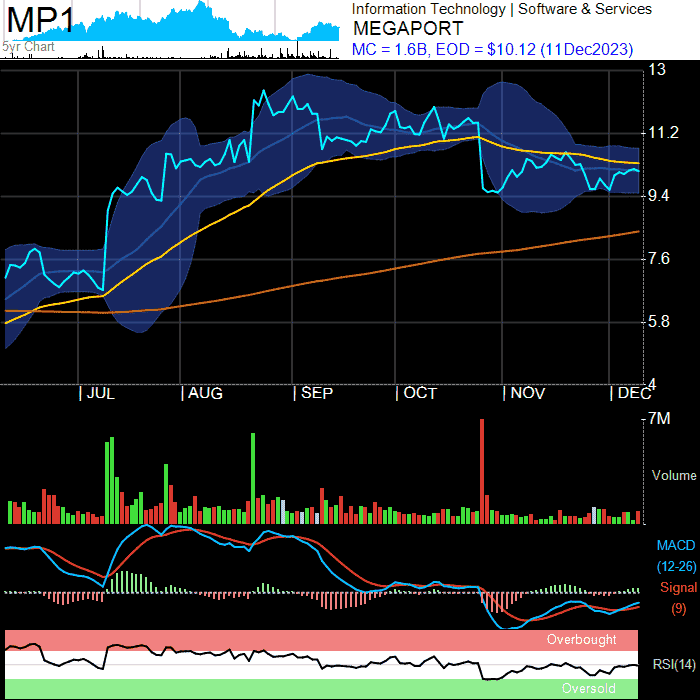 MP1
5yr Chart
Information Technology | Software & Services
MEGAPORT
MC = 1.6B, EOD = $10.12 (11Dec2023)
13
11.2
9.4
7.6
5.8
4
| JUL | AUG | SEP | OCT | NOV | DEC
7M
Volume
MACD
(12-26)
Signal
(9)
Overbought
RSI(14)
Oversold